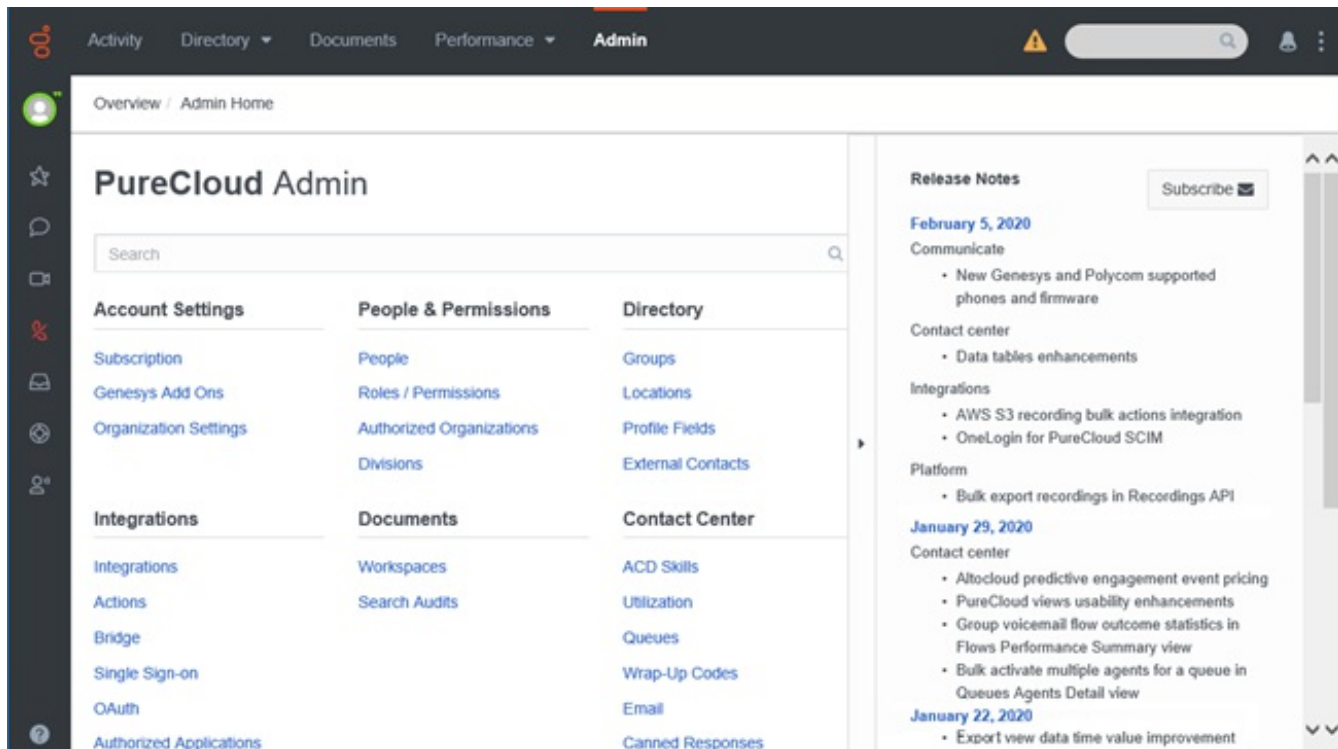 Activity Directory Documents Performance Admin
Overview / Admin Home
PureCloud Admin
Search
Account Settings
Subscription
Genesys Add Ons
Organization Settings
People & Permissions
People
Roles / Permissions
Authorized Organizations
Divisions
Directory
Groups
Locations
Profile Fields
External Contacts
Integrations
Integrations
Actions
Bridge
Single Sign-on
OAuth
Authorized Applications
Documents
Workspaces
Search Audits
Contact Center
ACD Skills
Utilization
Queues
Wrap-Up Codes
Email
Canned Responses
Release Notes
Subscribe
February 5, 2020
Communicate
• New Genesys and Polycom supported
phones and firmware
Contact center
• Data tables enhancements
Integrations
• AWS S3 recording bulk actions integration
• OneLogin for PureCloud SCIM
Platform
• Bulk export recordings in Recordings API
January 29, 2020
Contact center
• Altocloud predictive engagement event pricing
• PureCloud views usability enhancements
• Group voicemail flow outcome statistics in
Flows Performance Summary view
• Bulk activate multiple agents for a queue in
Queues Agents Detail view
January 22, 2020
• Export view data time value improvement